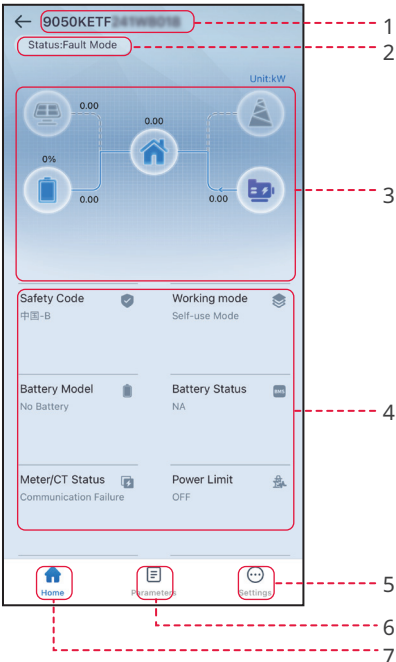 9050KETF
1
Status:Fault Mode
2
Unit:kW
0.00
0.00
0%
0.00
0.00
3
Safety Code
Working mode
中国-B
Self-use Mode
Battery Model
Battery Status
BMS
No Battery
NA
4
Meter/CT Status
Power Limit
Communication Failure
OFF
Home
Parameters
Settings
5
6
7